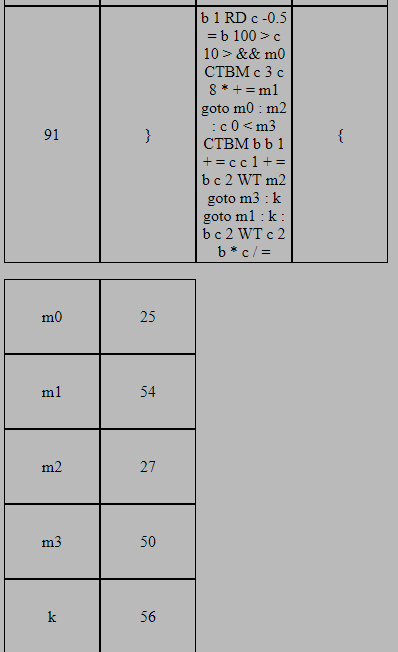 91
}
b 1 RD c -0.5
= b 100 > c
10 > && m0
CTBM c 3 c
8 * + = m1
goto m0 : m2
: c 0 < m3
CTBM b b 1
+ = c c 1 + =
b c 2 WT m2
goto m3 : k
goto m1 : k :
b c 2 WT c 2
b * c / =
{
m0 25
m1 54
m2 27
m3 50
k 56